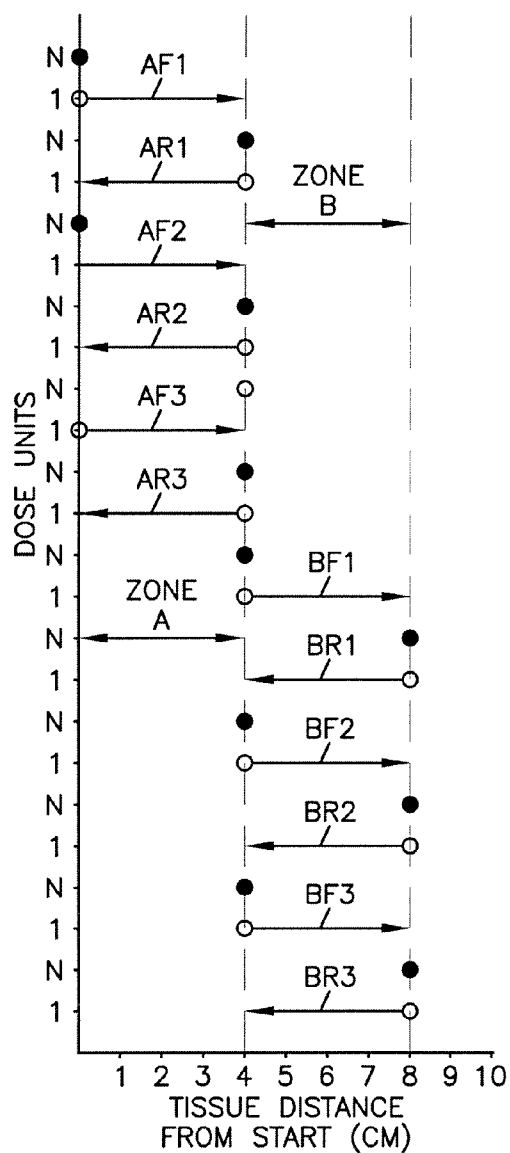 N
AF1
1
N
AR1
1
ZONE
B
N
AF2
1
N
AR2
1
N
AF3
1
N
AR3
1
N
BF1
1
ZONE
A
N
BR1
1
N
BF2
1
N
BR2
1
N
BF3
1
N
BR3
1
DOSE UNITS
1 2 3 4 5 6 7 8 9 10
TISSUE DISTANCE
FROM START (CM)